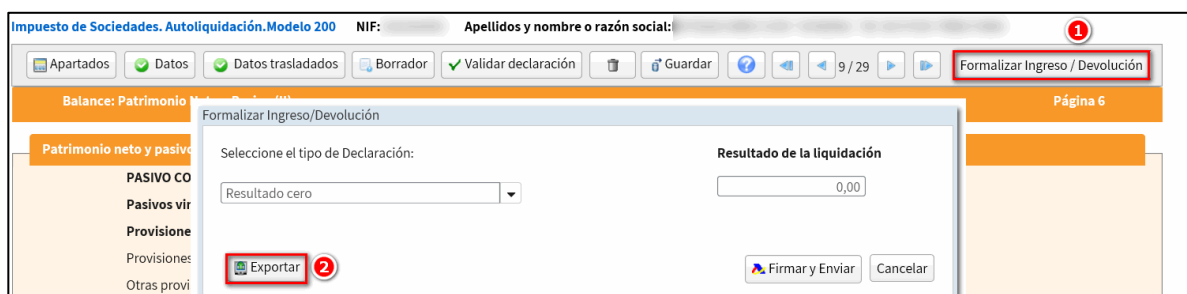 Impuesto de Sociedades. Autoliquidación.Modelo 200 NIF: Apellidos y nombre o razón social:
1
Apartados Datos Datos trasladados Borrador Validar declaración Guardar 9 / 29 Formalizar Ingreso / Devolución
Balance: Patrimonio Página 6
Formalizar Ingreso/Devolución
Patrimonio neto y pasivo
Seleccione el tipo de Declaración: Resultado de la liquidación
PASIVO CO
Resultado cero 0,00
Pasivos vir
Provisione
Provisiones
Exportar 2 Firmar y Enviar Cancelar
Otras provi